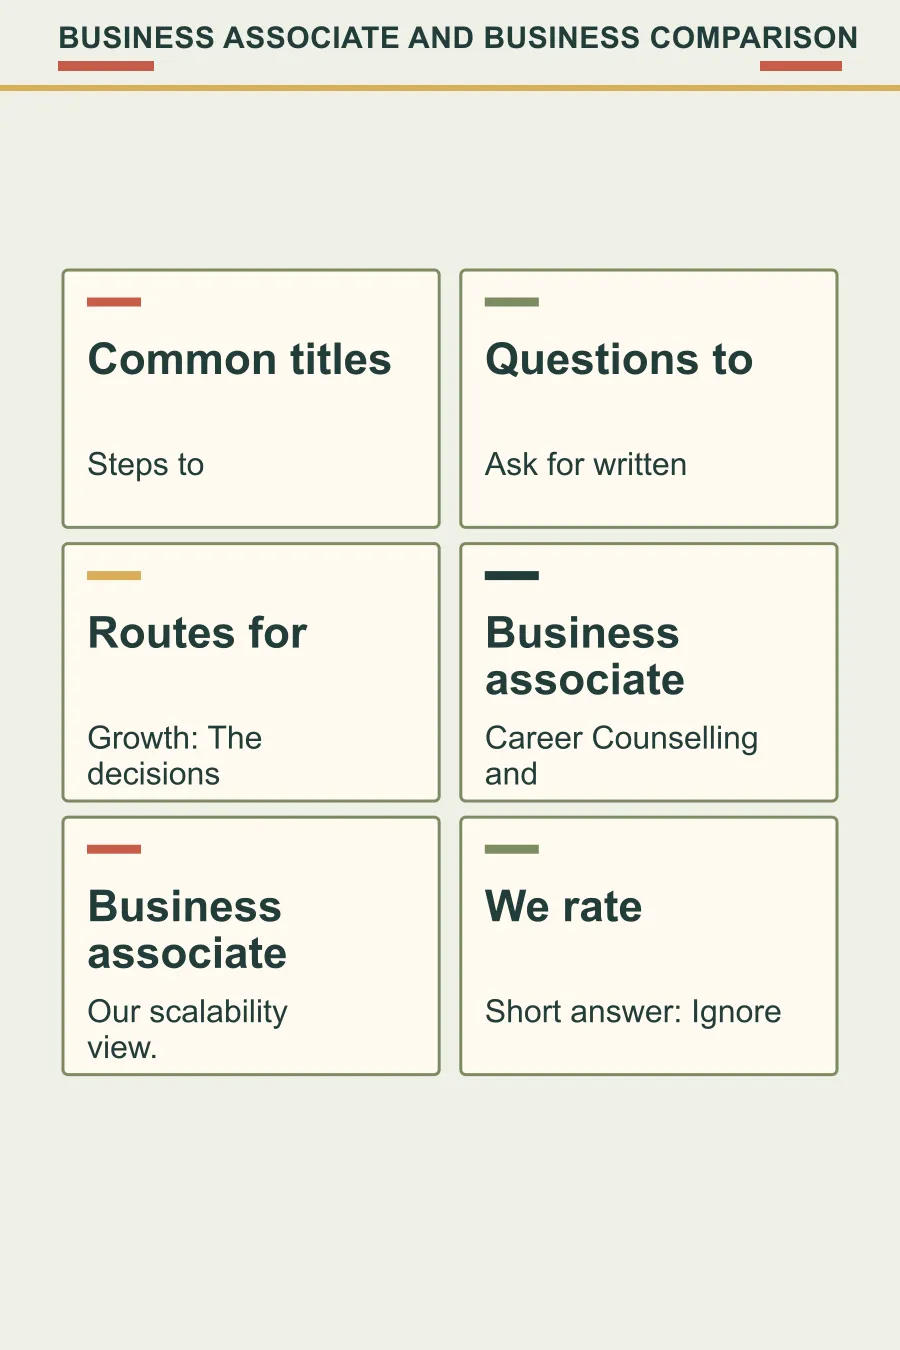 BUSINESS ASSOCIATE AND BUSINESS COMPARISON
Common titles
Steps to
Questions to
Ask for written
Routes for
Growth: The
decisions
Business
associate
Career Counselling
and
Business
associate
Our scalability
view.
We rate
Short answer: Ignore